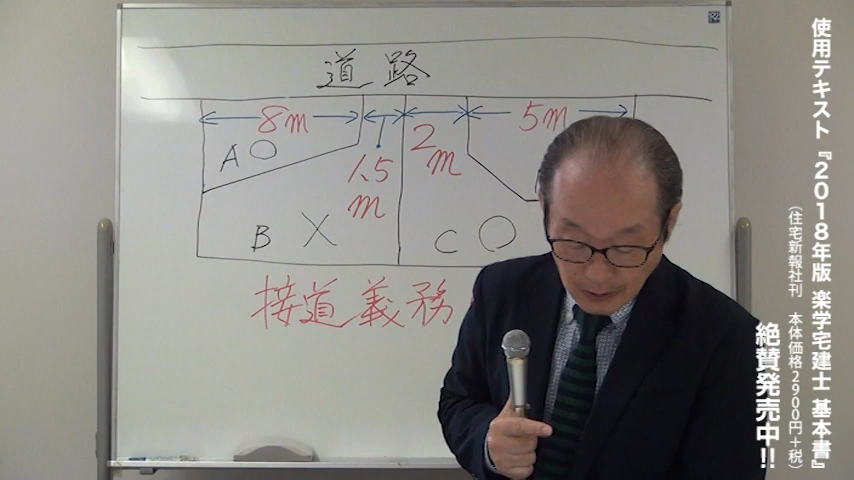 道路
8m
1.5m
2m
5m
A○
B ×
C○
接道義務
使用テキスト『2018年版 楽学宅建士 基本書』
(住宅新報社刊 本体価格2900円+税)
絶賛発売中!!